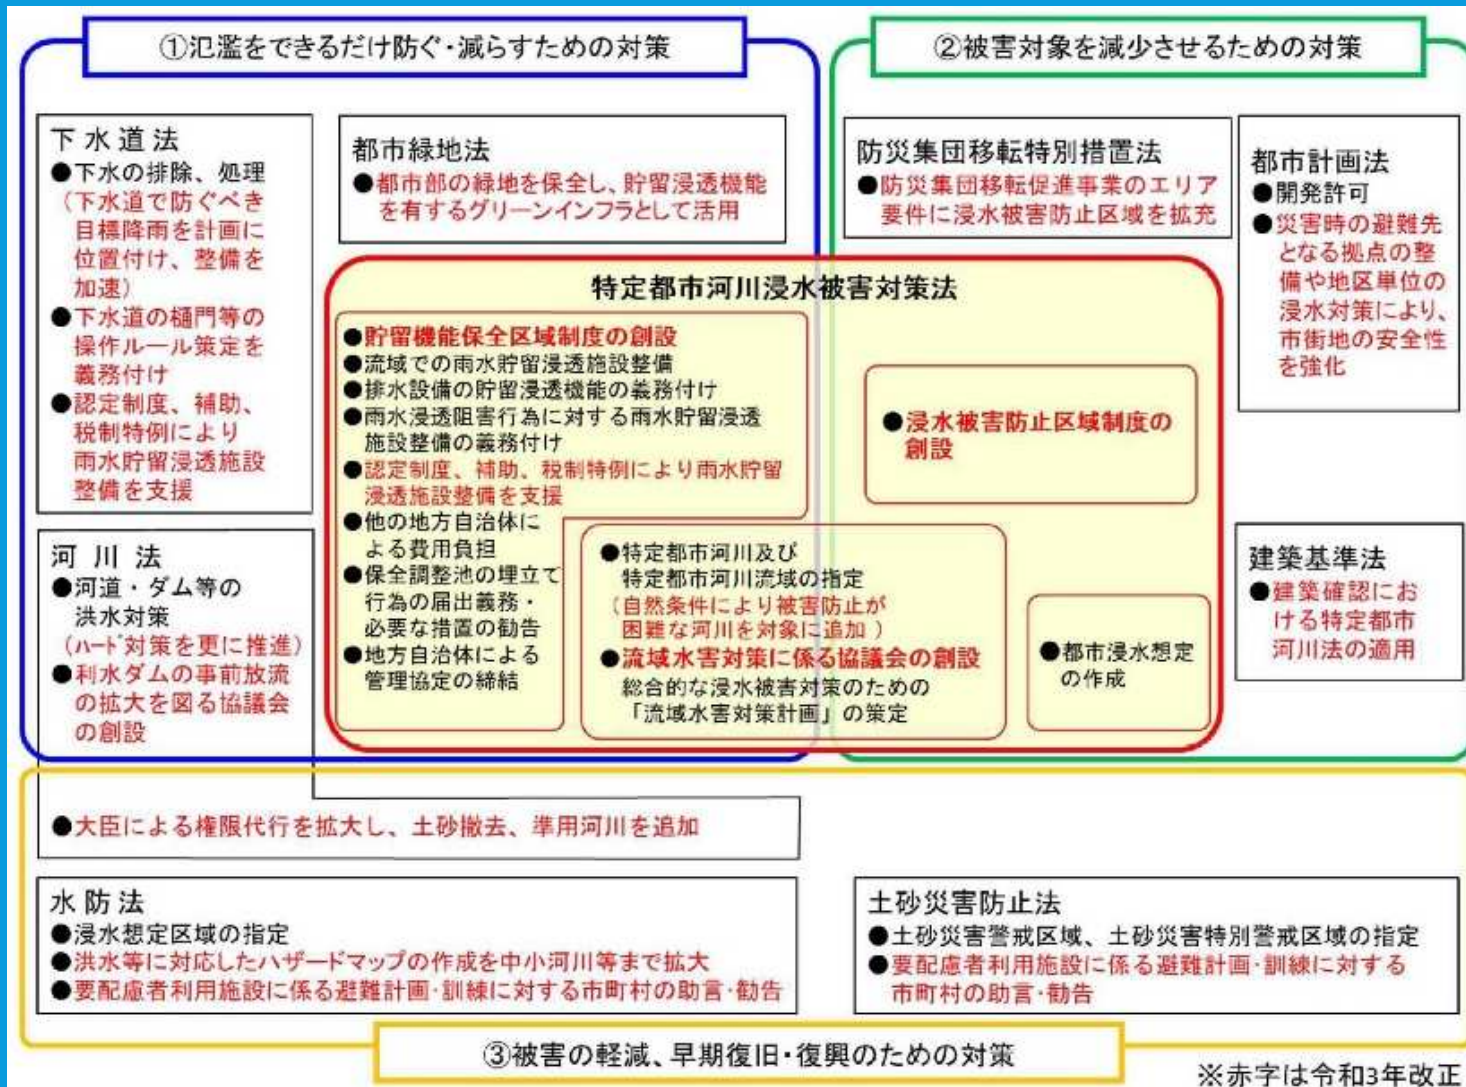 ①氾濫をできるだけ防ぐ・減らすための対策
②被害対象を減少させるための対策
下水道法
●下水の排除、処理
（下水道で防ぐべき
目標降雨を計画に
位置付け、整備を
加速）
●下水道の樋門等の
操作ルール策定を
義務付け
●認定制度、補助、
税制特例により
雨水貯留浸透施設
整備を支援
都市緑地法
●都市部の緑地を保全し、貯留浸透機能
を有するグリーンインフラとして活用
防災集団移転特別措置法
●防災集団移転促進事業のエリア
要件に浸水被害防止区域を拡充
都市計画法
●開発許可
●災害時の避難先
となる拠点の整
備や地区単位の
浸水対策により、
市街地の安全性
を強化
特定都市河川浸水被害対策法
●貯留機能保全区域制度の創設
●流域での雨水貯留浸透施設整備
●排水設備の貯留浸透機能の義務付け
●雨水浸透阻害行為に対する雨水貯留浸透
施設整備の義務付け
●認定制度、補助、税制特例により雨水貯留
浸透施設整備を支援
●他の地方自治体に
よる費用負担
●保全調整池の埋立て
行為の届出義務・
必要な措置の勧告
●地方自治体による
管理協定の締結
●浸水被害防止区域制度の
創設
●特定都市河川及び
特定都市河川流域の指定
（自然条件により被害防止が
困難な河川を対象に追加）
●流域水害対策に係る協議会の創設
総合的な浸水被害対策のための
「流域水害対策計画」の策定
●都市浸水想定
の作成
河川法
●河道・ダム等の
洪水対策
（ハード対策を更に推進）
●利水ダムの事前放流
の拡大を図る協議会
の創設
建築基準法
●建築確認にお
ける特定都市
河川法の適用
●大臣による権限代行を拡大し、土砂撤去、準用河川を追加
水防法
●浸水想定区域の指定
●洪水等に対応したハザードマップの作成を中小河川等まで拡大
●要配慮者利用施設に係る避難計画・訓練に対する市町村の助言・勧告
土砂災害防止法
●土砂災害警戒区域、土砂災害特別警戒区域の指定
●要配慮者利用施設に係る避難計画・訓練に対する
市町村の助言・勧告
③被害の軽減、早期復旧・復興のための対策
※赤字は令和3年改正